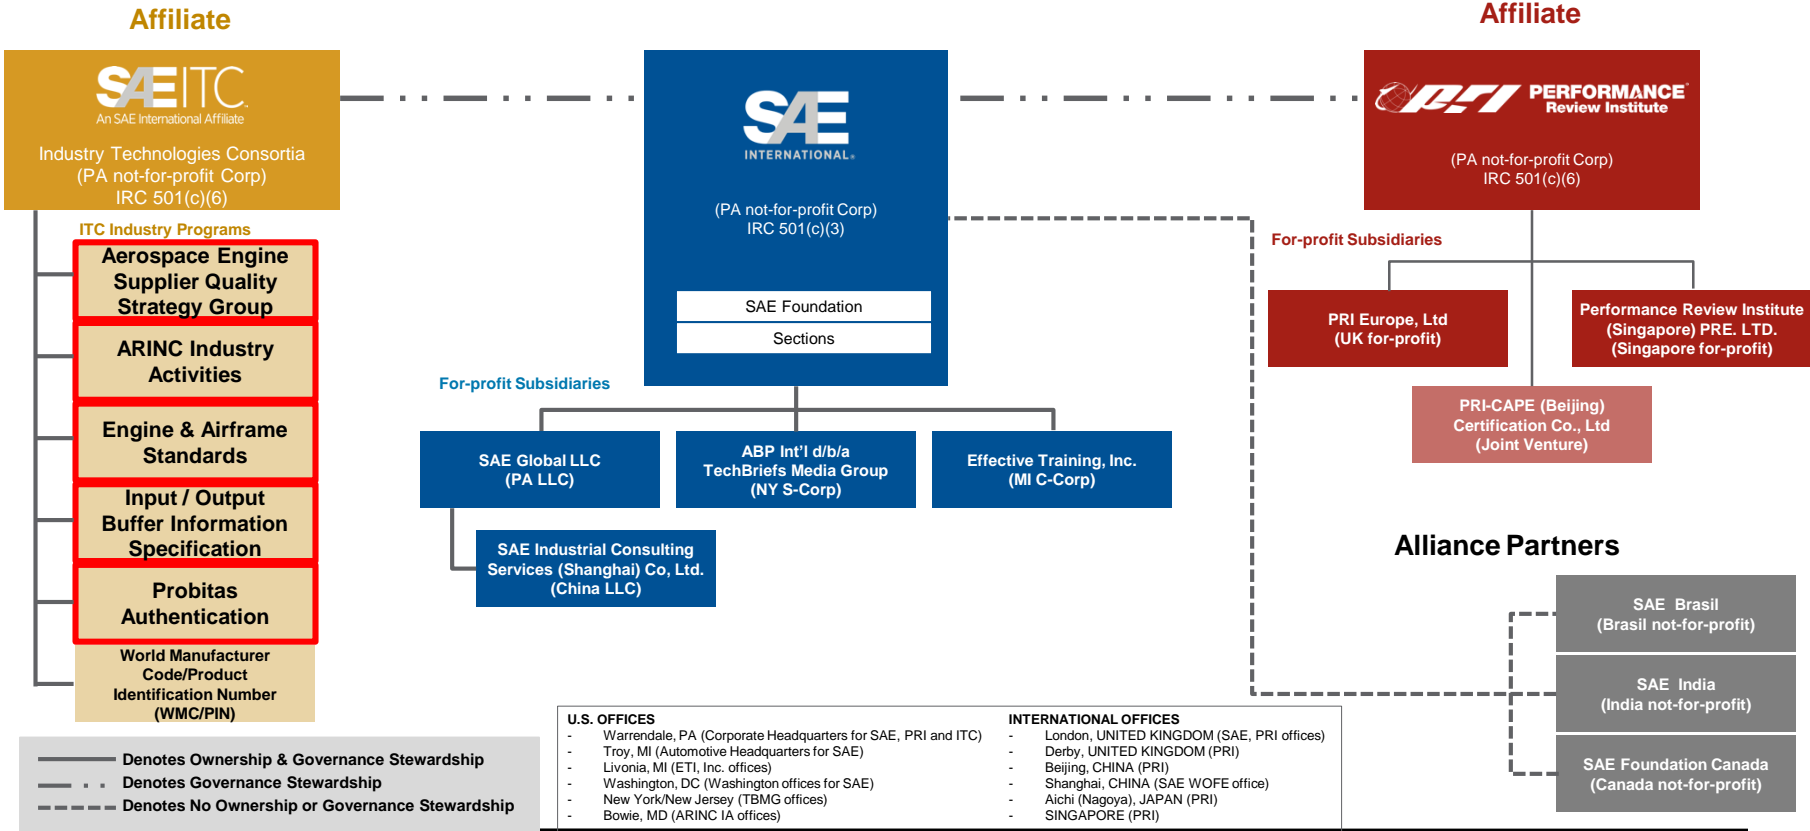 Affiliate
SAE ITC
An SAE International Affiliate
Industry Technologies Consortia
(PA not-for-profit Corp)
IRC 501(c)(6)
ITC Industry Programs
Aerospace Engine
Supplier Quality
Strategy Group
ARINC Industry
Activities
Engine & Airframe
Standards
Input / Output
Buffer Information
Specification
Probitas
Authentication
World Manufacturer
Code/Product
Identification Number
(WMC/PIN)
SAE
INTERNATIONAL®
(PA not-for-profit Corp)
IRC 501(c)(3)
SAE Foundation
Sections
For-profit Subsidiaries
SAE Global LLC
(PA LLC)
ABP Int'l d/b/a
TechBriefs Media Group
(NY S-Corp)
Effective Training, Inc.
(MI C-Corp)
SAE Industrial Consulting
Services (Shanghai) Co, Ltd.
(China LLC)
Affiliate
PRI PERFORMANCE
Review Institute®
(PA not-for-profit Corp)
IRC 501(c)(6)
For-profit Subsidiaries
PRI Europe, Ltd
(UK for-profit)
Performance Review Institute
(Singapore) PRE. LTD.
(Singapore for-profit)
PRI-CAPE (Beijing)
Certification Co., Ltd
(Joint Venture)
Alliance Partners
SAE Brasil
(Brasil not-for-profit)
SAE India
(India not-for-profit)
SAE Foundation Canada
(Canada not-for-profit)
Denotes Ownership & Governance Stewardship
Denotes Governance Stewardship
Denotes No Ownership or Governance Stewardship
U.S. OFFICES
- Warrendale, PA (Corporate Headquarters for SAE, PRI and ITC)
- Troy, MI (Automotive Headquarters for SAE)
- Livonia, MI (ETI, Inc. offices)
- Washington, DC (Washington offices for SAE)
- New York/New Jersey (TBMG offices)
- Bowie, MD (ARINC IA offices)
INTERNATIONAL OFFICES
- London, UNITED KINGDOM (SAE, PRI offices)
- Derby, UNITED KINGDOM (PRI)
- Beijing, CHINA (PRI)
- Shanghai, CHINA (SAE WOFE office)
- Aichi (Nagoya), JAPAN (PRI)
- SINGAPORE (PRI)